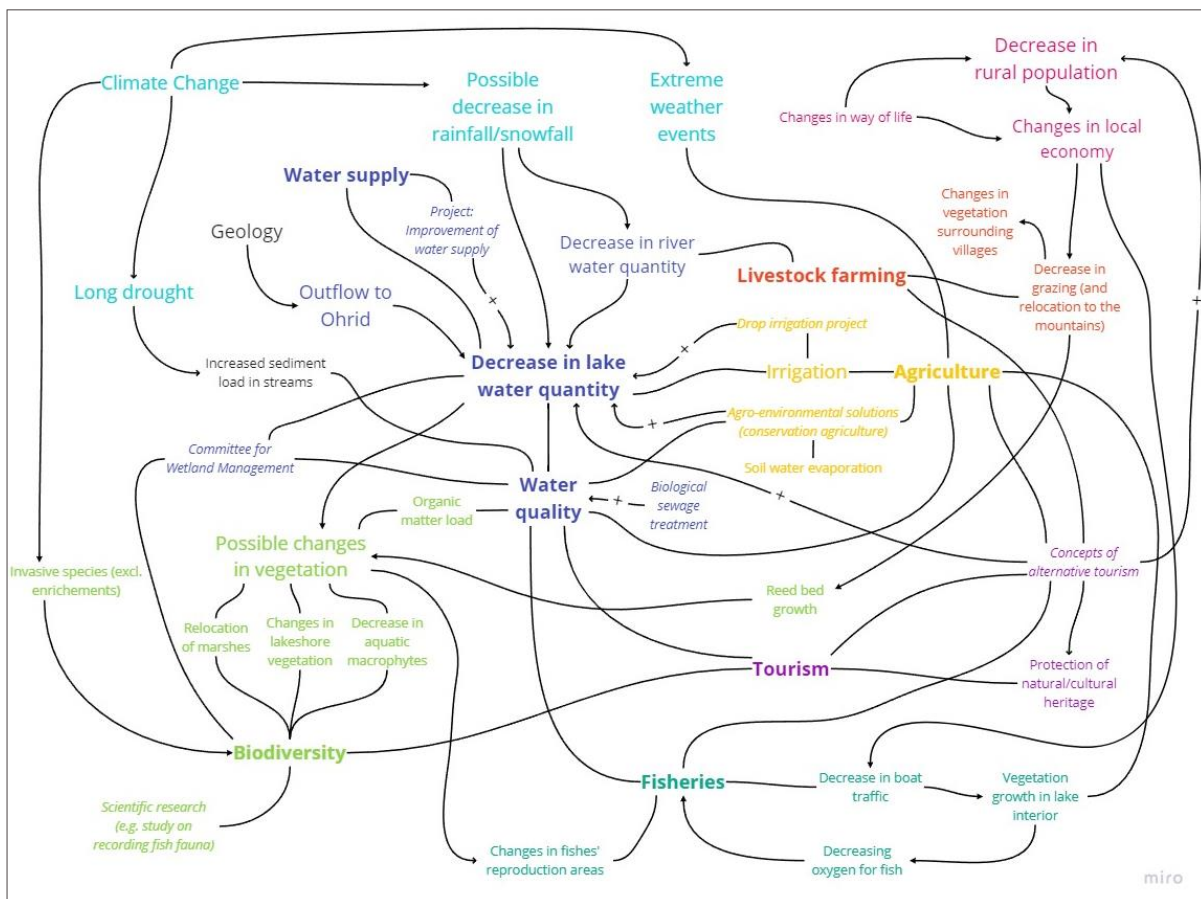 Climate Change
Possible
decrease in
rainfall/snowfall
Extreme
weather
events
Decrease in
rural population
Changes in way of life
Changes in local
economy
Water supply
Project:
Improvement of
water supply
Geology
Decrease in river
water quantity
Changes in
vegetation
surrounding
villages
Livestock farming
Decrease in
grazing (and
relocation to the
mountains)
Long drought
Outflow to
Ohrid
+
+
Drop irrigation project
+
Increased sediment
load in streams
Decrease in lake
water quantity
Irrigation
Agriculture
Agro-environmental solutions
(conservation agriculture)
+
Committee for
Wetland Management
Soil water evaporation
Water
quality
+
Biological
sewage
treatment
+
Organic
matter load
Possible changes
in vegetation
Concepts of
alternative tourism
Invasive species (excl.
enrichements)
Reed bed
growth
Relocation
of marshes
Changes in
lakeshore
vegetation
Decrease in
aquatic
macrophytes
Tourism
Protection of
natural/cultural
heritage
Biodiversity
Fisheries
Decrease in boat
traffic
Vegetation
growth in lake
interior
Scientific research
(e.g. study on
recording fish fauna)
Changes in fishes'
reproduction areas
Decreasing
oxygen for fish
miro